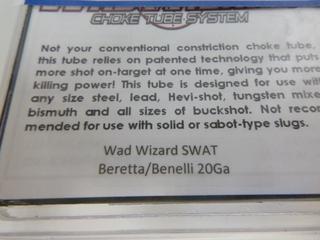 CHOKE TUBE SYSTEM
Not your conventional constriction choke tube,
this tube relies on patented technology that puts
more shot on-target at one time, giving you more
killing power! This tube is designed for use with
any size steel, lead, Hevi-shot, tungsten mixe
bismuth and all sizes of buckshot. Not recom
mended for use with solid or sabot-type slugs.
Wad Wizard SWAT
Beretta/Benelli 20Ga